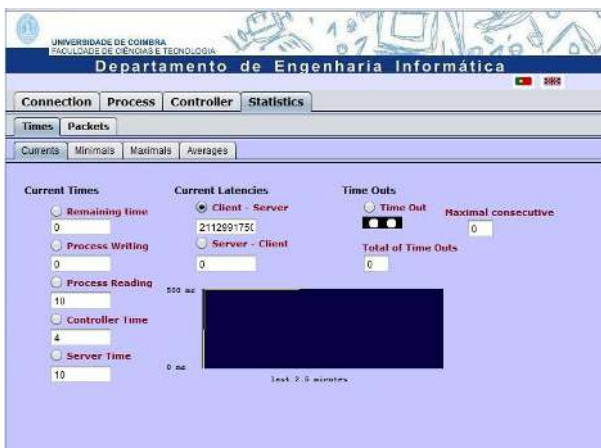 UNIVERSIDADE DE COIMBRA
FACULDADE DE CIÊNCIAS E TECNOLOGIA
Departamento de Engenharia Informática
Connection Process Controller Statistics
Times Packets
Currents Minimals Maximals Averages
Current Times
Remaining time
0
Process Writing
0
Process Reading
10
Controller Time
4
Server Time
10
Current Latencies
Client - Server
2112991750
Server - Client
0
Time Outs
Time Out
Maximal consecutive
0
Total of Time Outs
0
500 ms
0 ms
last 2.5 minutes